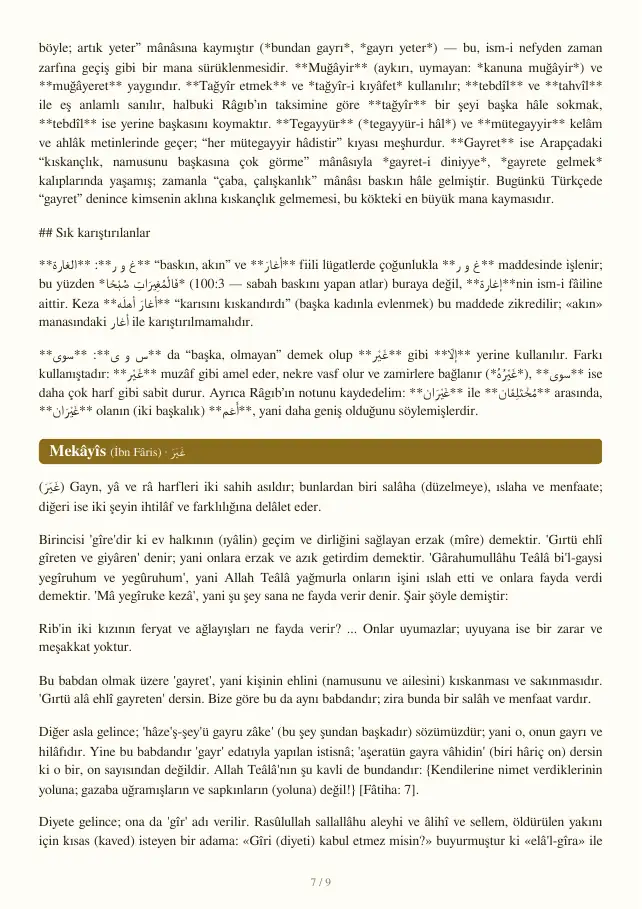 böyle; artık yeter” mânâsına kaymıştır (*bundan gayrı*, *gayrı yeter*) — bu, ism-i nefyden zaman
zarfına geçiş gibi bir mana sürüklenmesidir. **Muğâyir** (aykırı, uymayan: *kanuna muğâyir*) ve
**muğâyeret** yaygındır. **Tağyîr etmek** ve *tağyîr-i kıyâfet* kullanılır; **tebdîl** ve **tahvîl**
ile eş anlamlı sanılır, halbuki Râgıb’ın taksimine göre **tağyîr** bir şeyi başka hâle sokmak,
**tebdîl** ise yerine başkasını koymaktır. **Tegayyür** (*tegayyür-i hâl*) ve **mütegayyir** kelâm
ve ahlâk metinlerinde geçer; “her mütegayyir hâdistir” kıyası meşhurdur. **Gayret** ise Arapçadaki
“kıskançlık, namusunu başkasına çok görme” mânâsıyla *gayret-i diniyye*, *gayrete gelmek*
kalıplarında yaşamış; zamanla “çaba, çalışkanlık” mânâsı baskın hâle gelmiştir. Bugünkü Türkçede
“gayret” denince kimsenin aklına kıskançlık gelmemesi, bu kökteki en büyük mana kaymasıdır.
## Sık karıştırılanlar
**غ و ر**: **الغارة** “baskın, akın” ve **أَغَارَ** fiili lügatlerde çoğunlukla **غ و ر** maddesinde işlenir;
bu yüzden *فَالْمُغِيرَاتِ صُبْحًا* (100:3 — sabah baskını yapan atlar) buraya değil, **إغارة**nin ism-i fâiline
aittir. Keza **أغارَ أهلَه** “karısını kıskandırdı” (başka kadınla evlenmek) bu maddede zikredilir; «akın»
manasındaki أغار ile karıştırılmamalıdır.
**س و ى**: **سوى** da “başka, olmayan” demek olup **غَيْر** gibi **إلّا** yerine kullanılır. Farkı
kullanıştadır: **غَيْر** muzâf gibi amel eder, nekre vasf olur ve zamirlere bağlanır (*غَيْرُهُ*), **سوى** ise
daha çok harf gibi sabit durur. Ayrıca Râgıb’ın notunu kaydedelim: **غَيْران** ile **مُخْتَلِفان** arasında,
**غَيْران** olanın (iki başkalık) **أَعَم**, yani daha geniş olduğunu söylemişlerdir.
Mekâyîs (İbn Fâris) · غَيَرَ
(غَيَرَ) Gayn, yâ ve râ harfleri iki sahih asıldır; bunlardan biri salâha (düzelmeye), ıslaha ve menfaate;
diğeri ise iki şeyin ihtilâf ve farklılığına delâlet eder.
Birincisi 'gîre'dir ki ev halkının (ıyâlin) geçim ve dirliğini sağlayan erzak (mîre) demektir. 'Gırtü ehlî
gîreten ve giyâren' denir; yani onlara erzak ve azık getirdim demektir. 'Gârahumullâhu Teâlâ bi'l-gaysi
yegîruhum ve yegûruhum', yani Allah Teâlâ yağmurla onların işini ıslah etti ve onlara fayda verdi
demektir. 'Mâ yegîruke kezâ', yani şu şey sana ne fayda verir denir. Şair şöyle demiştir:
Rib'in iki kızının feryat ve ağlayışları ne fayda verir? ... Onlar uyumazlar; uyuyana ise bir zarar ve
meşakkat yoktur.
Bu babdan olmak üzere 'gayret', yani kişinin ehlini (namusunu ve ailesini) kıskanması ve sakınmasıdır.
'Gırtü alâ ehlî gayreten' dersin. Bize göre bu da aynı babdandır; zira bunda bir salâh ve menfaat vardır.
Diğer asla gelince; 'hâze'ş-şey'ü gayru zâke' (bu şey şundan başkadır) sözümüzdür; yani o, onun gayrı ve
hilâfıdır. Yine bu babdandır 'gayr' edatıyla yapılan istisnâ; 'aşeratün gayra vâhidin' (biri hâriç on) dersin
ki o bir, on sayısından değildir. Allah Teâlâ'nın şu kavli de bundandır: {Kendilerine nimet verdiklerinin
yoluna; gazaba uğramışların ve sapkınların (yoluna) değil!} [Fâtiha: 7].
Diyete gelince; ona da 'gîr' adı verilir. Rasûlullah sallallâhu aleyhi ve âlihî ve sellem, öldürülen yakını
için kısas (kaved) isteyen bir adama: «Gîri (diyeti) kabul etmez misin?» buyurmuştur ki «elâ'l-gîra» ile
7 / 9